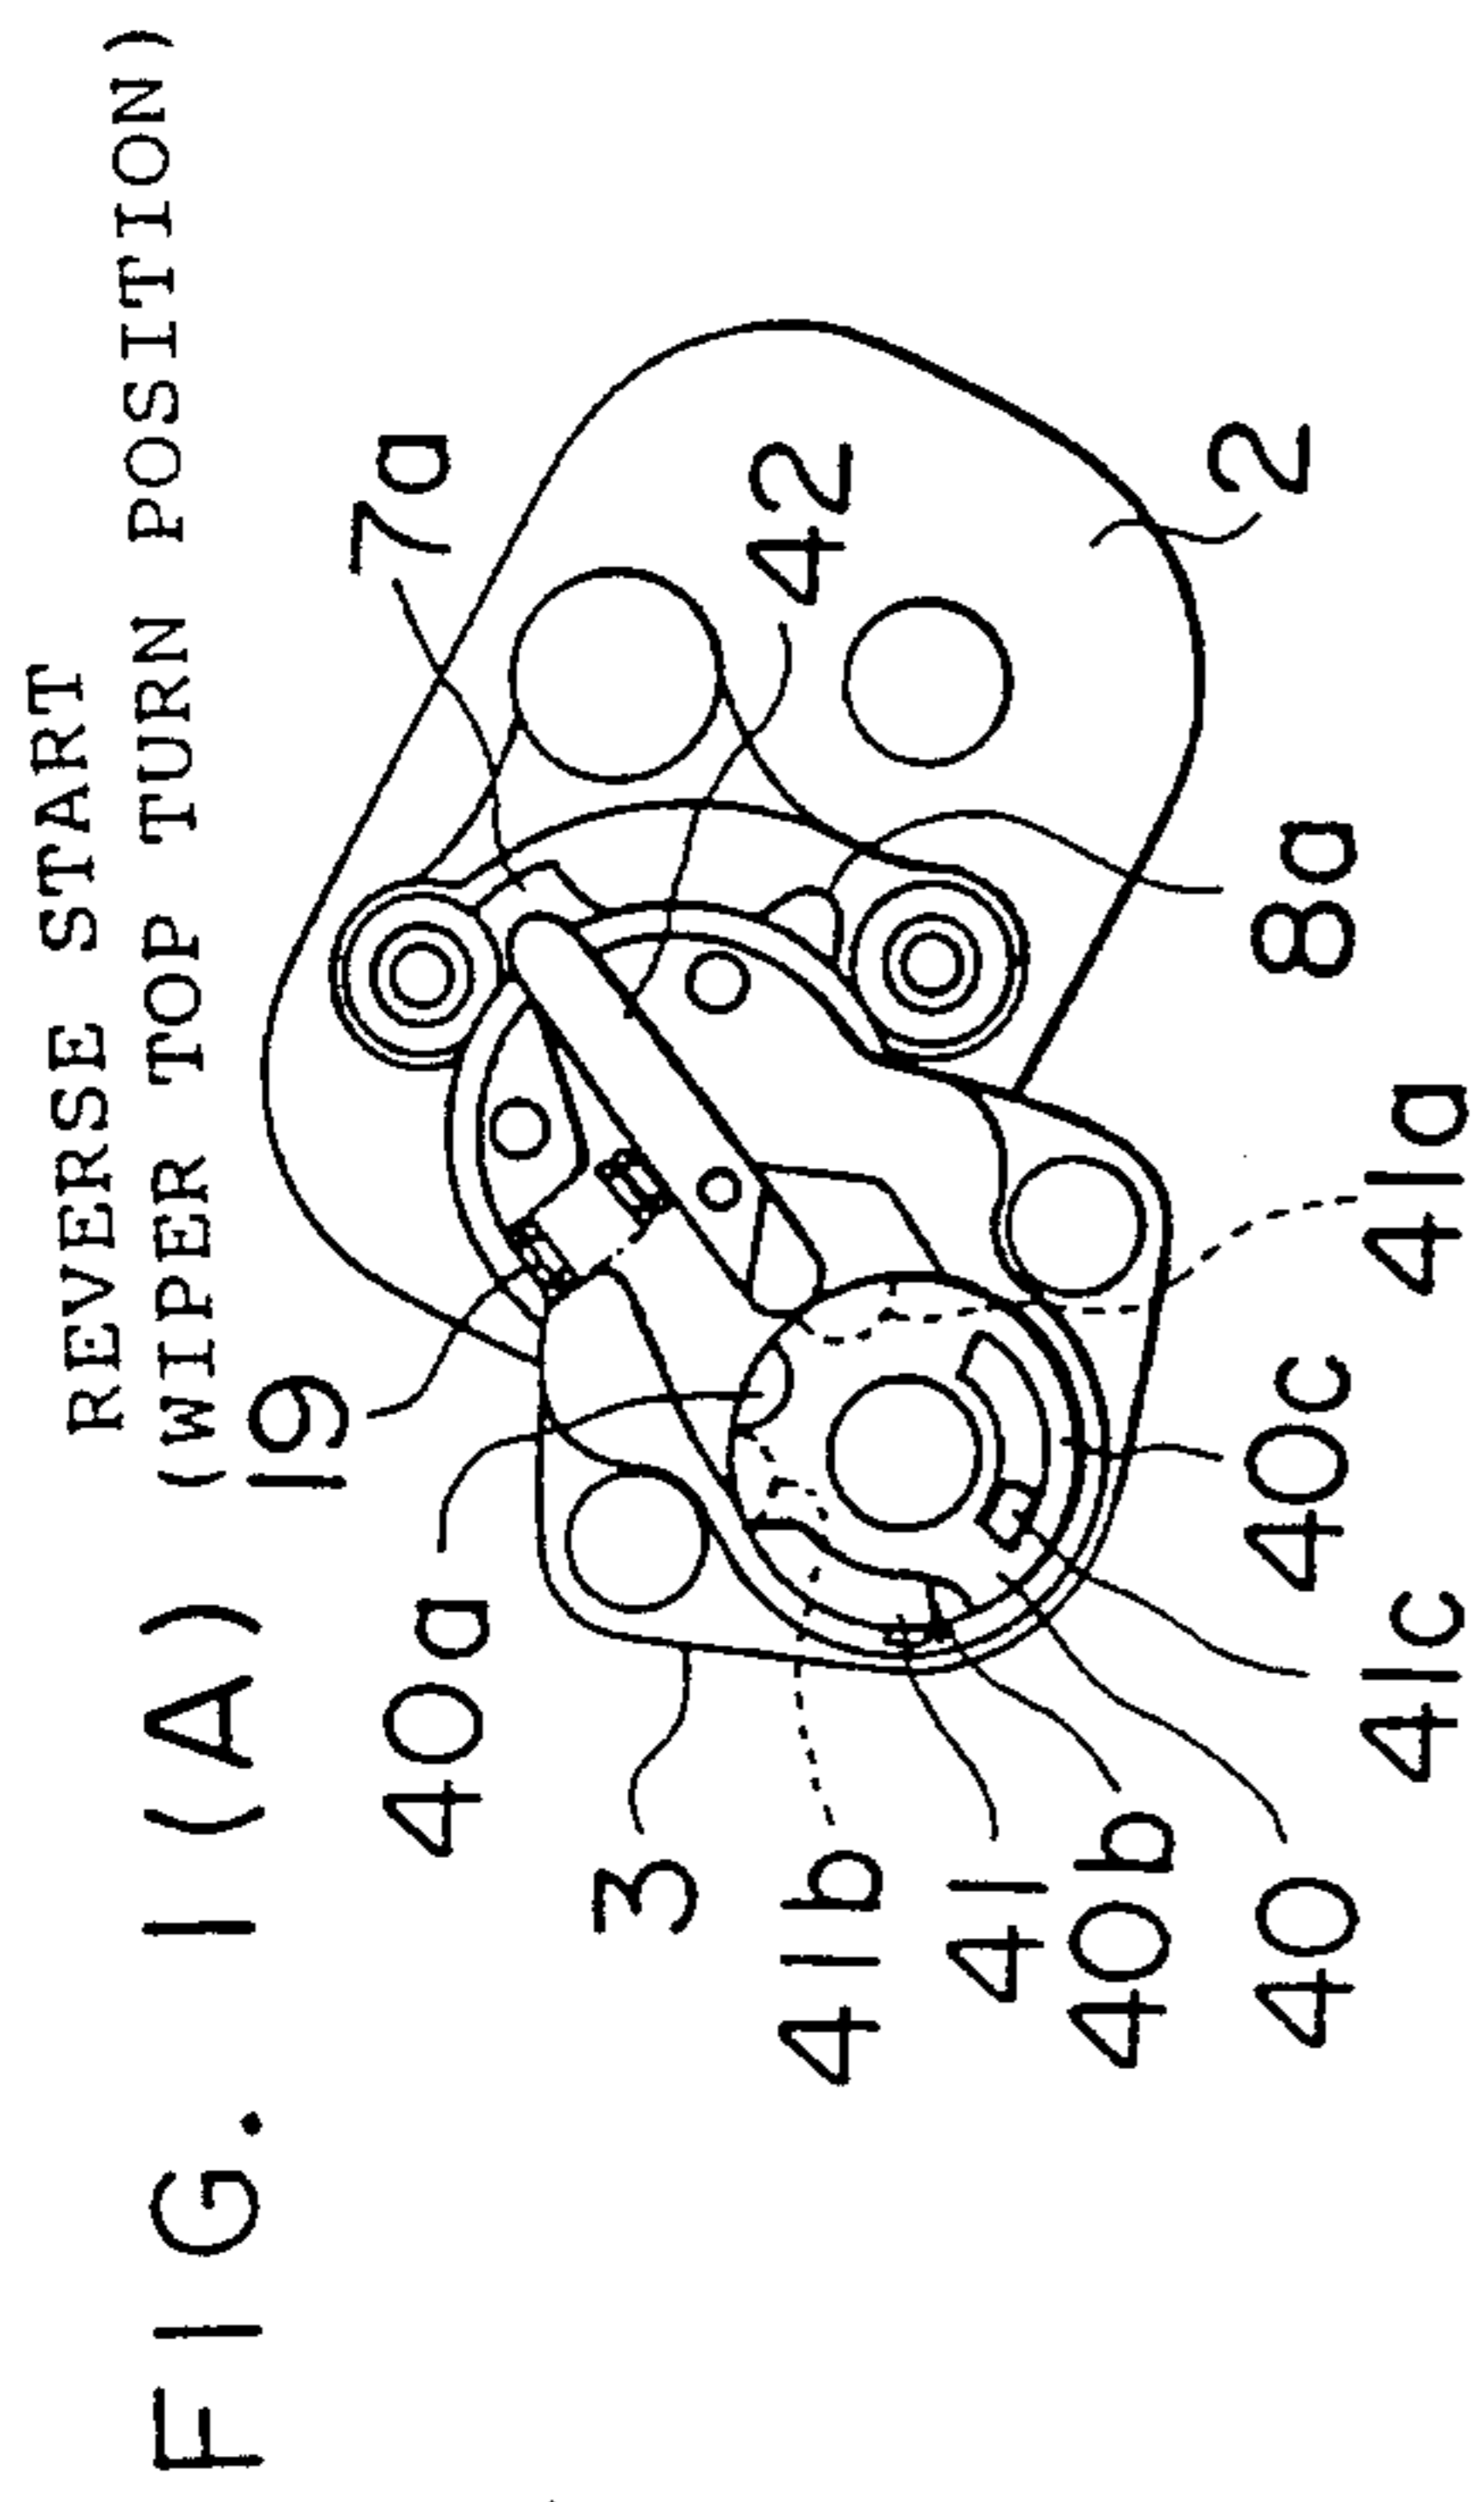 REVERSE START
FIG. 1(A) (WIPER TOP TURN POSITION)
19
7a
40a
3
42
41b
41
40b
2
40
40c
8a
41c
41a